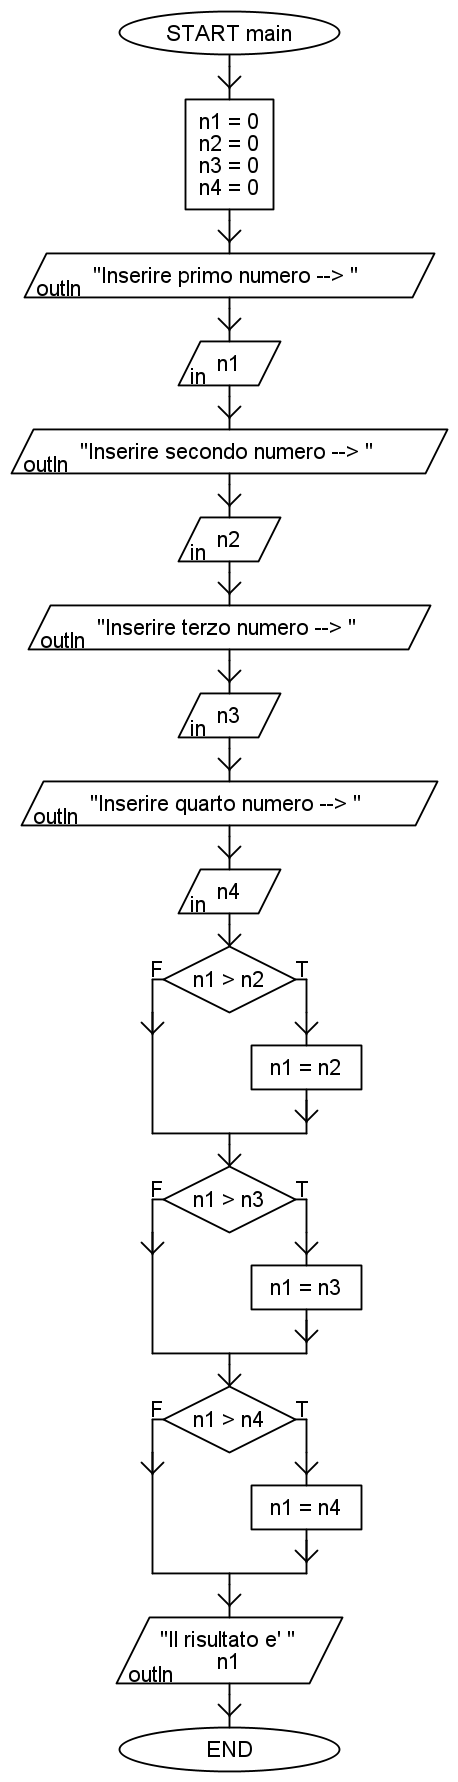 START main
n1 = 0
n2 = 0
n3 = 0
n4 = 0
"Inserire primo numero --> "
outln
n1
in
"Inserire secondo numero --> "
outln
n2
in
"Inserire terzo numero --> "
outln
n3
in
"Inserire quarto numero --> "
outln
n4
in
F
n1 > n2
T
n1 = n2
F
n1 > n3
T
n1 = n3
F
n1 > n4
T
n1 = n4
"Il risultato e' "
n1
outln
END